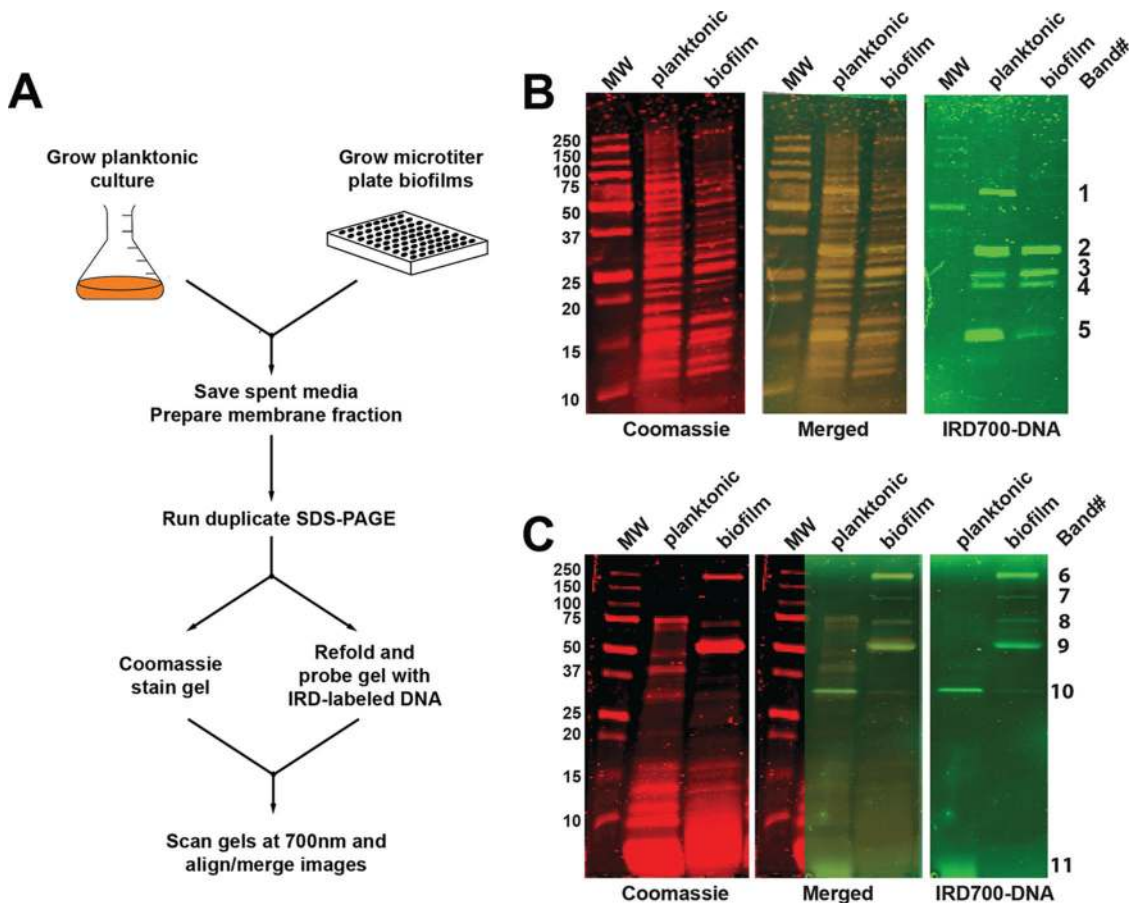 A
Grow planktonic
culture
Grow microtiter
plate biofilms
Save spent media
Prepare membrane fraction
Run duplicate SDS-PAGE
Coomassie
stain gel
Refold and
probe gel with
IRD-labeled DNA
Scan gels at 700nm and
align/merge images
B
MW
planktonic
biofilm
MW
planktonic
biofilm
MW
planktonic
biofilm
Band#
250
150
100
75
50
37
25
20
15
10
1
2
3
4
5
Coomassie
Merged
IRD700-DNA
C
MW
planktonic
biofilm
MW
planktonic
biofilm
planktonic
biofilm
Band#
250
150
100
75
50
37
25
20
15
10
6
7
8
9
10
11
Coomassie
Merged
IRD700-DNA